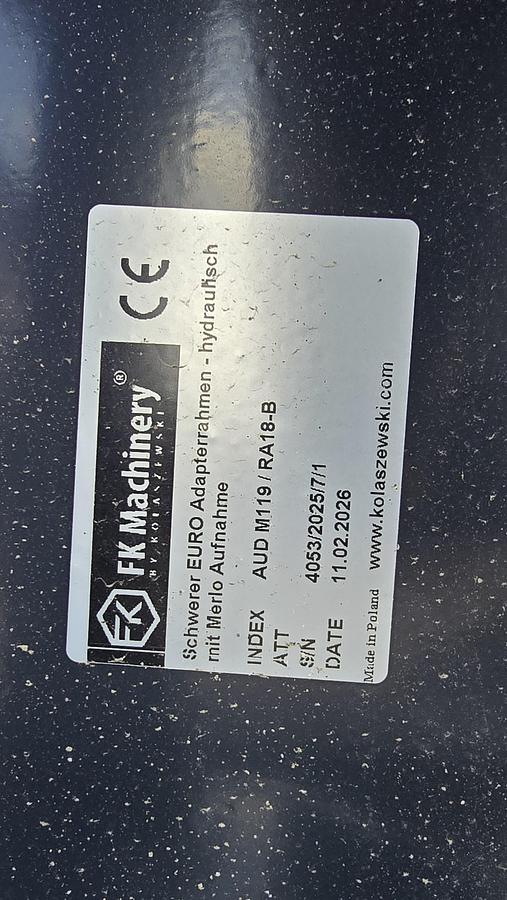 FK
FK Machinery®
BY KOLASZEWSKI
CE
Schwerer EURO Adapterrahmen - hydraulisch
mit Merlo Aufnahme
INDEX AUD M119 / RA18-B
ATT
S/N 4053/2025/7/1
DATE 11.02.2026
Made in Poland www.kolaszewski.com